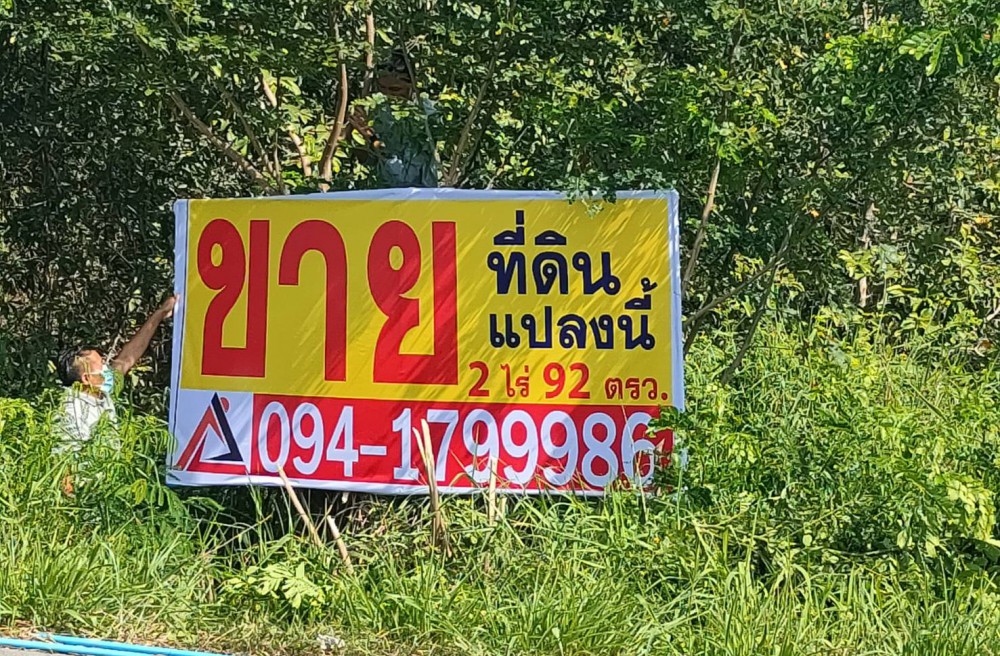 ขาย
ที่ดิน
แปลงนี้
2 ไร่ 92 ตรว.
094-1799986